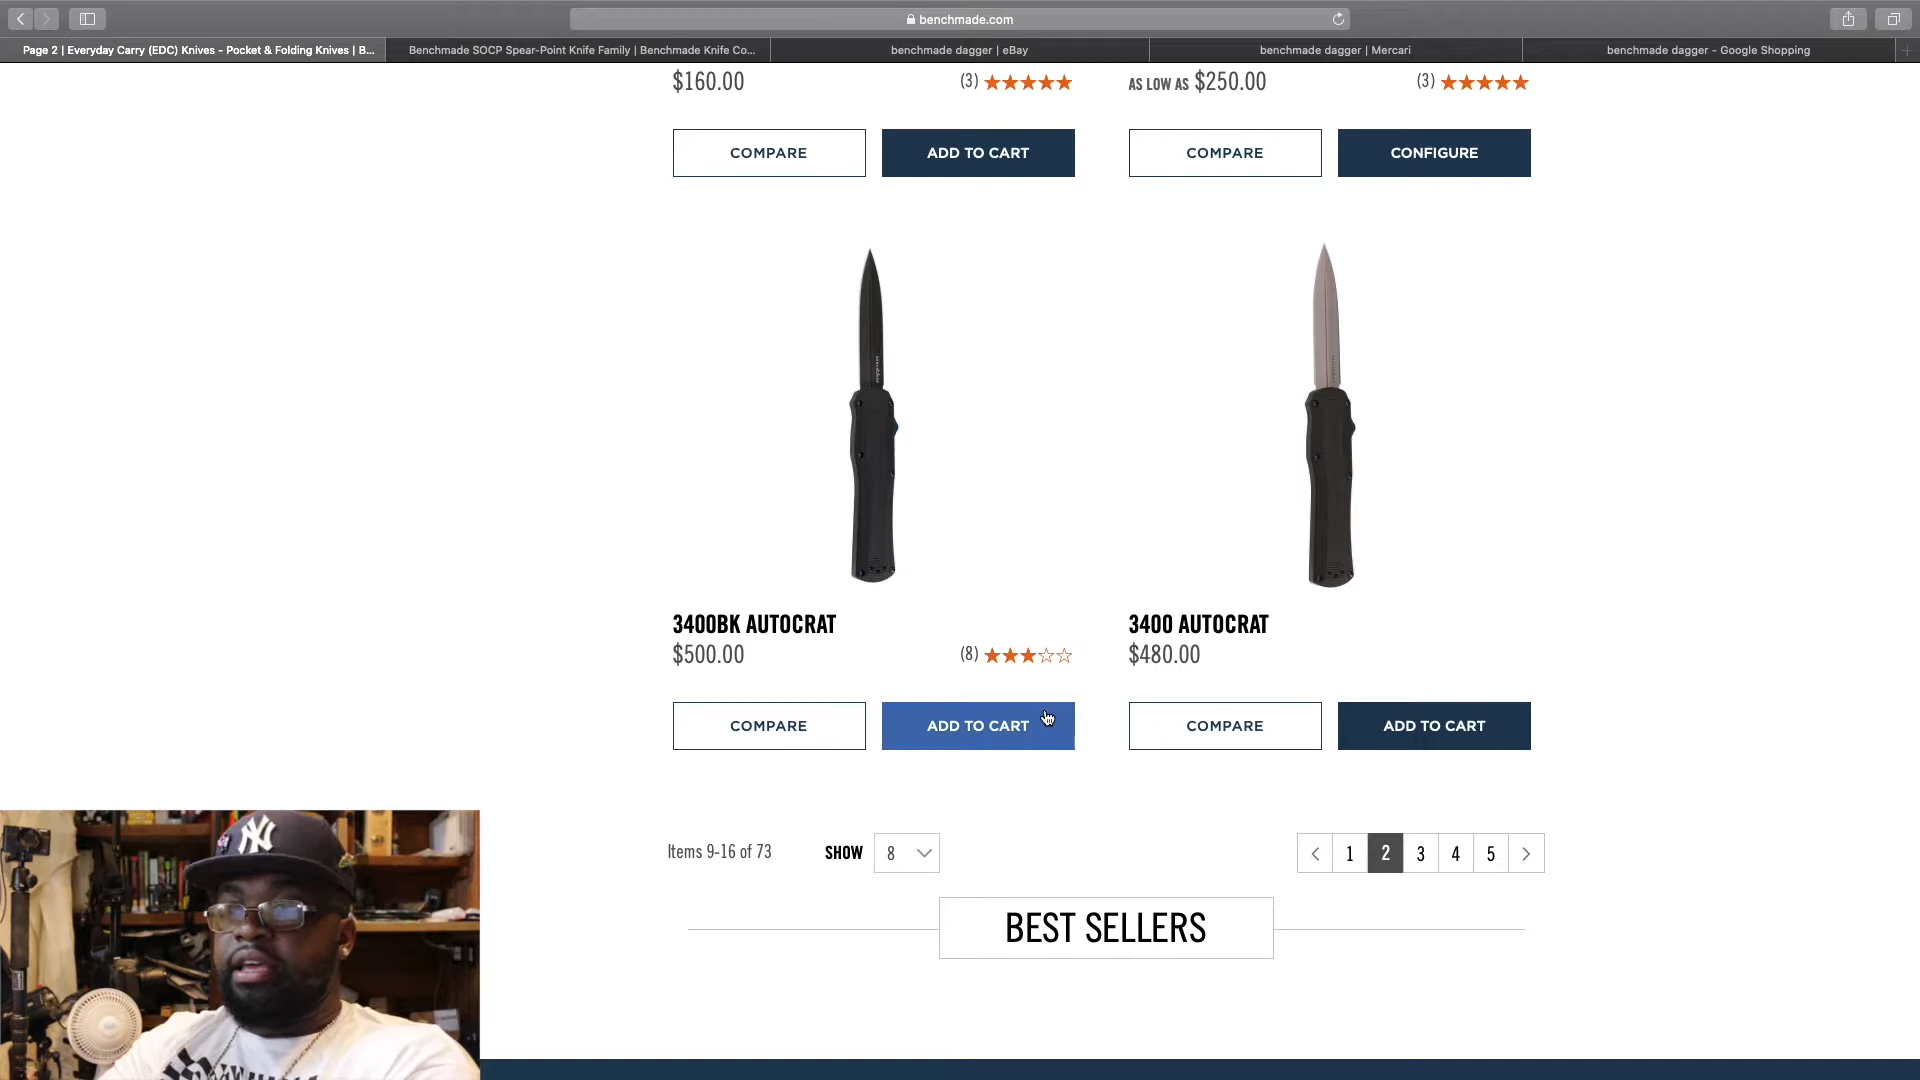 benchmade.com
Page 2 | Everyday Carry (EDC) Knives - Pocket & Folding Knives | B...
Benchmade SOCP Spear-Point Knife Family | Benchmade Knife Co...
benchmade dagger | eBay
benchmade dagger | Mercari
benchmade dagger - Google Shopping
$160.00
(3)
AS LOW AS $250.00
(3)
COMPARE
ADD TO CART
COMPARE
CONFIGURE
3400BK AUTOCRAT
$500.00
(8)
3400 AUTOCRAT
$480.00
COMPARE
ADD TO CART
COMPARE
ADD TO CART
Items 9-16 of 73
SHOW
8
1
2
3
4
5
BEST SELLERS
NY